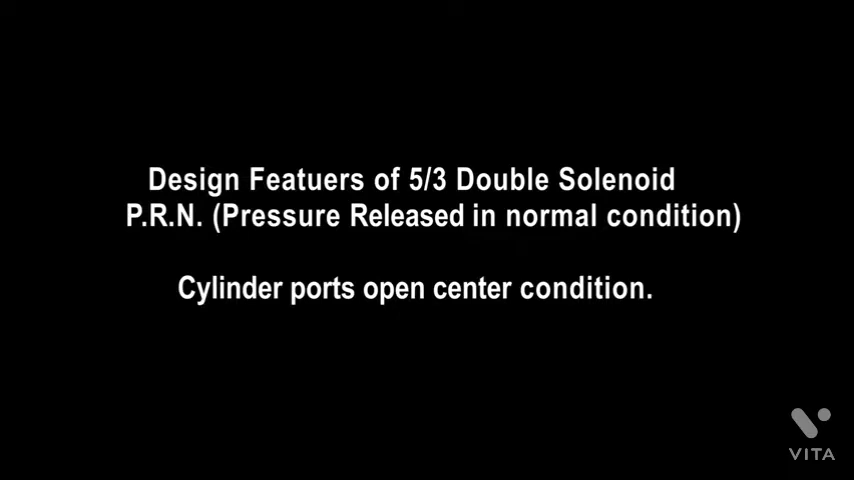 Design Featuers of 5/3 Double Solenoid
P.R.N. (Pressure Released in normal condition)
Cylinder ports open center condition.
VITA